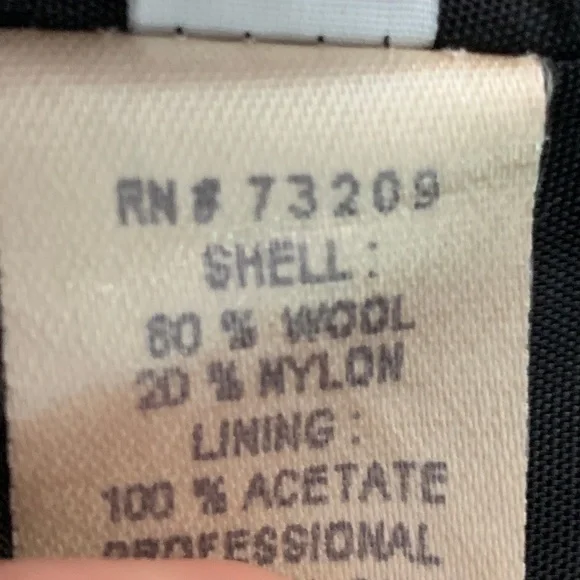 RN # 73209
SHELL :
80 % WOOL
20 % NYLON
LINING :
100 % ACETATE
PROFESSIONAL